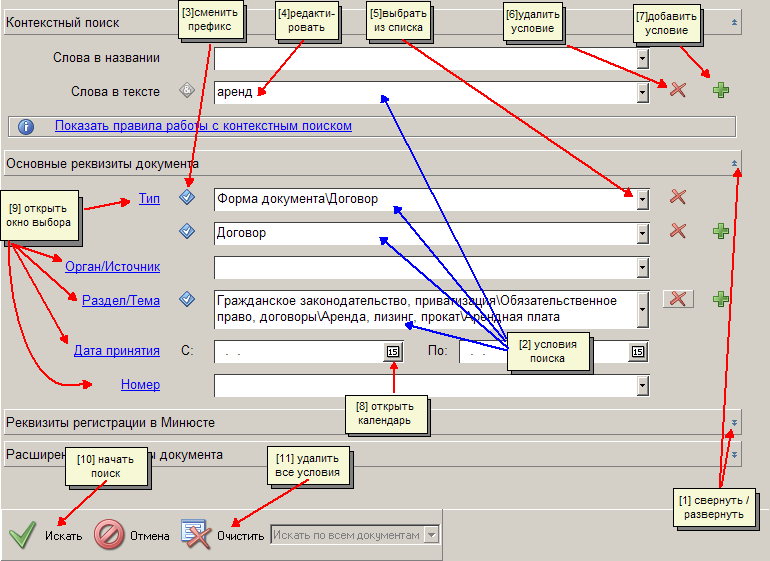 [3]сменить
префикс
[4]редакти-
ровать
[5]выбрать
из списка
[6]удалить
условие
[7]добавить
условие
Контекстный поиск
Слова в названии
Слова в тексте & аренд
i Показать правила работы с контекстным поиском
Основные реквизиты документа
[9] открыть
окно выбора
Тип Форма документа\Договор
Договор
Орган/Источник
Раздел/Тема Гражданское законодательство, приватизация\Обязательственное
право, договоры\Аренда, лизинг, прокат\Арендная плата
[2] условия
поиска
Дата принятия С: . . 15 По: . . 15
Номер
[8] открыть
календарь
Реквизиты регистрации в Минюсте
Расширен документа
[10] начать
поиск
[11] удалить
все условия
[1] свернуть /
развернуть
Искать Отмена Очистить Искать по всем документам